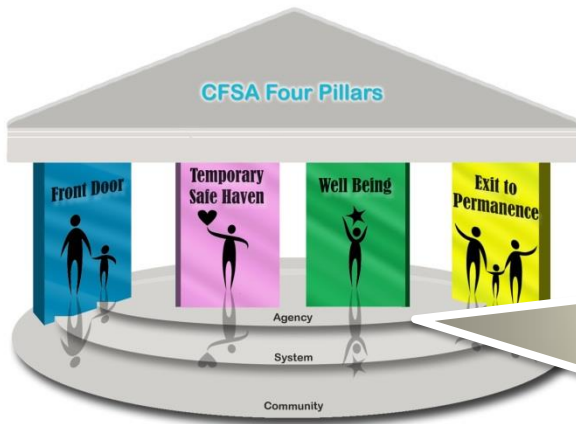 CFSA Four Pillars
Front Door
Temporary
Safe Haven
Well Being
Exit to
Permanence
Agency
System
Community